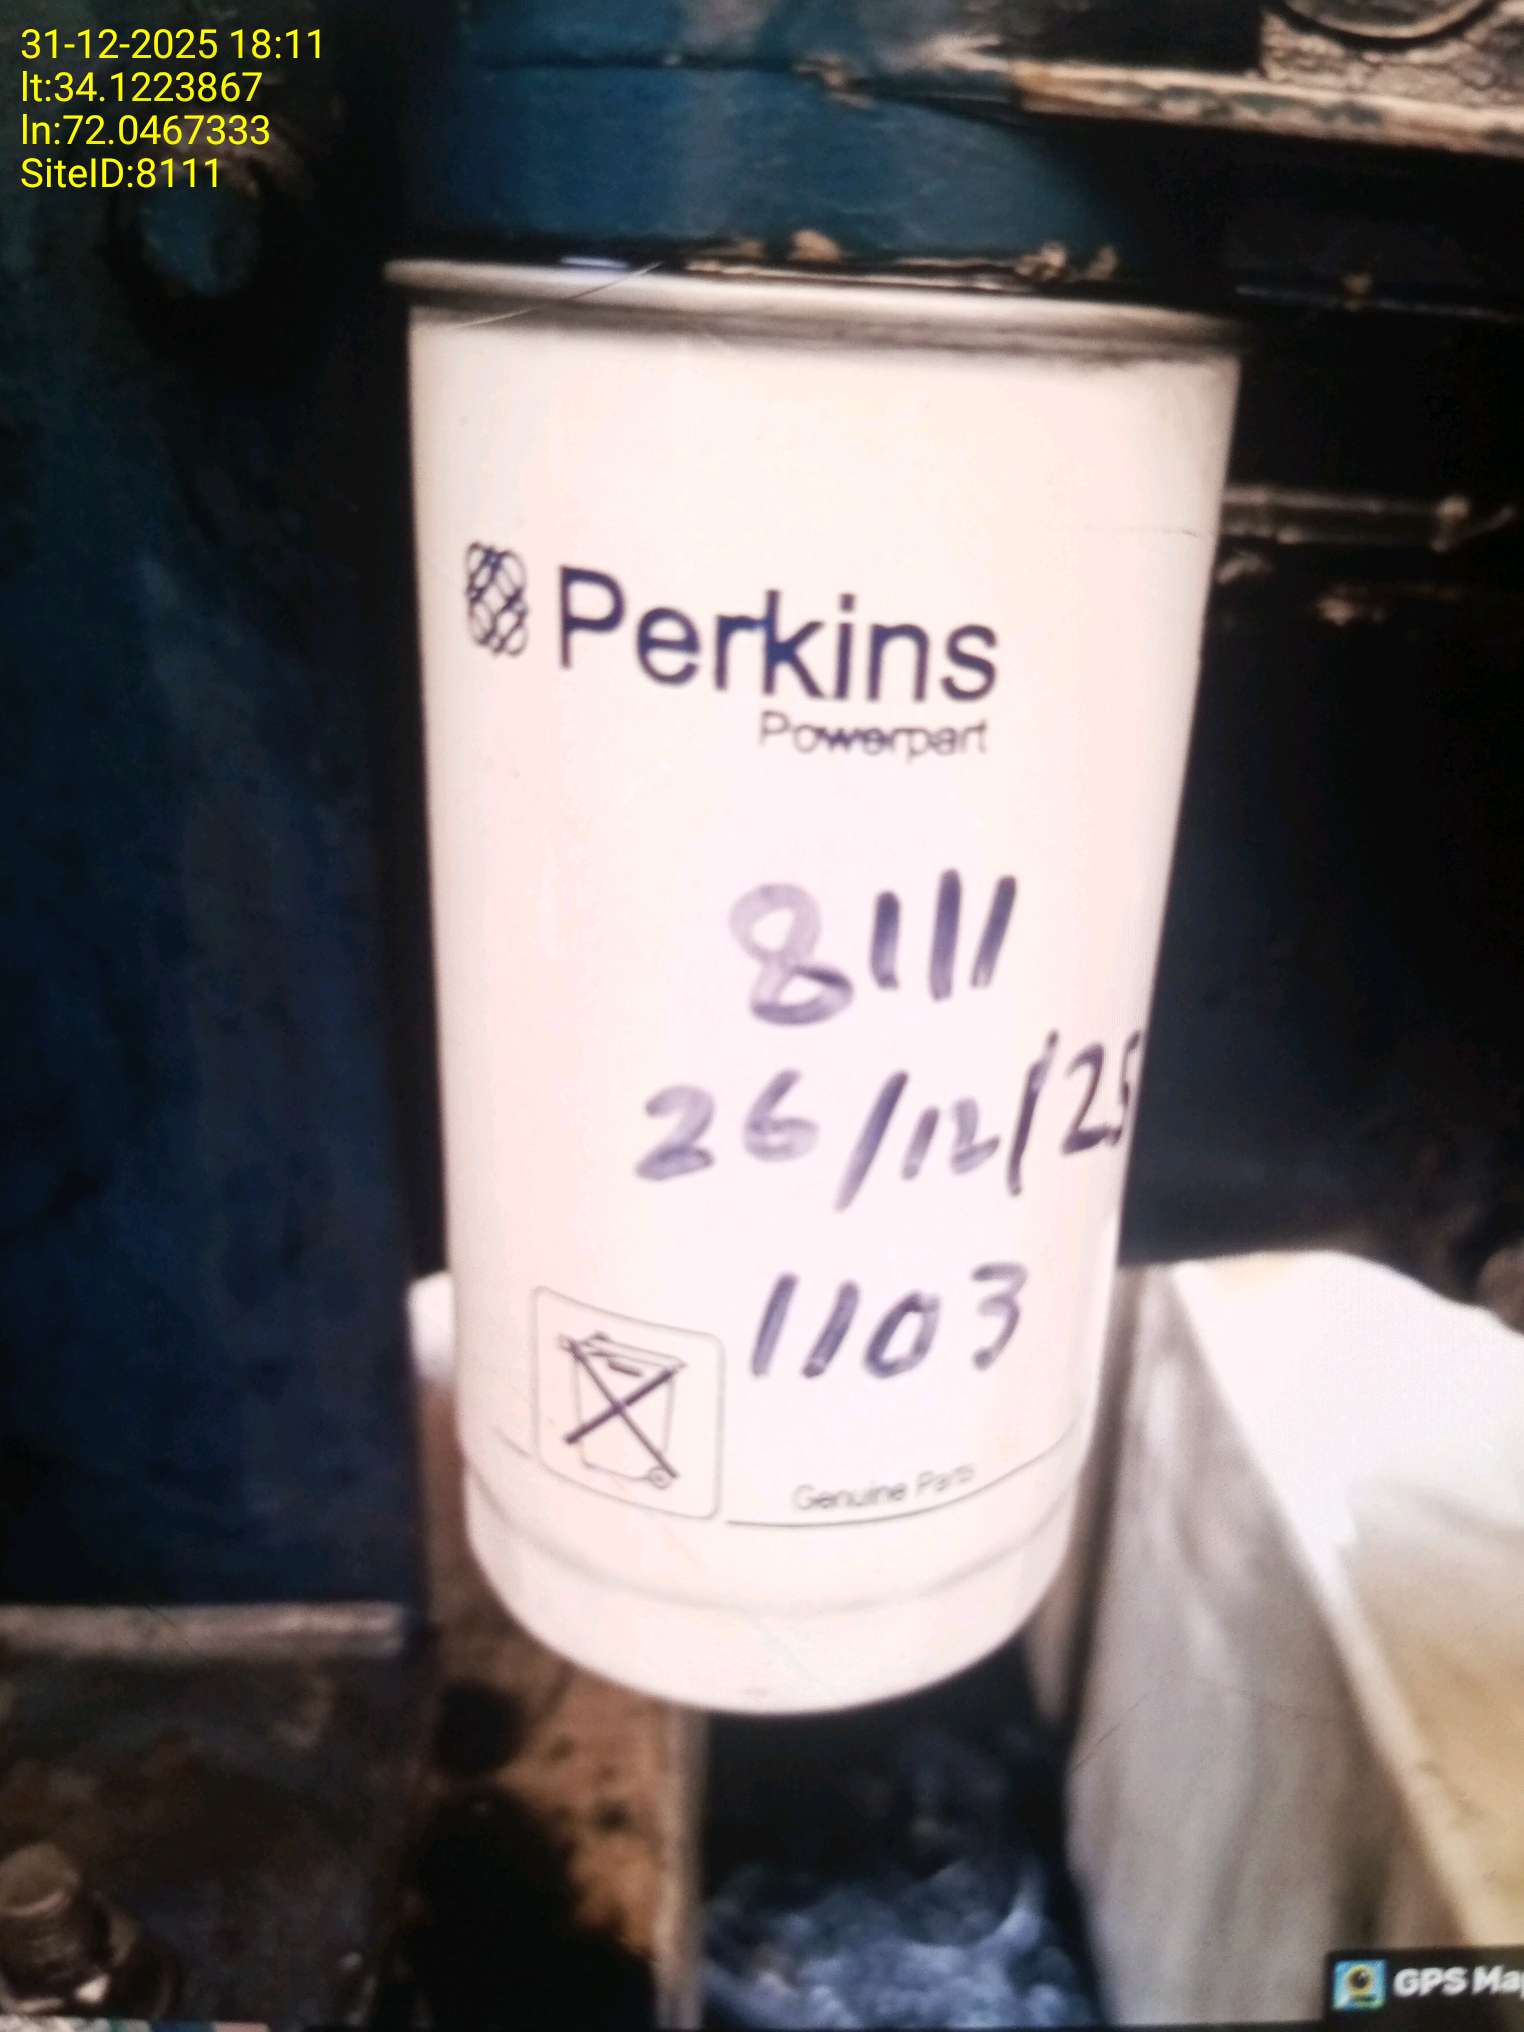 31-12-2025 18:11
lt:34.1223867
ln:72.0467333
SiteID:8111
Perkins
Powerpart
8111
26/12/25
1103
Genuine Parts
GPS Map